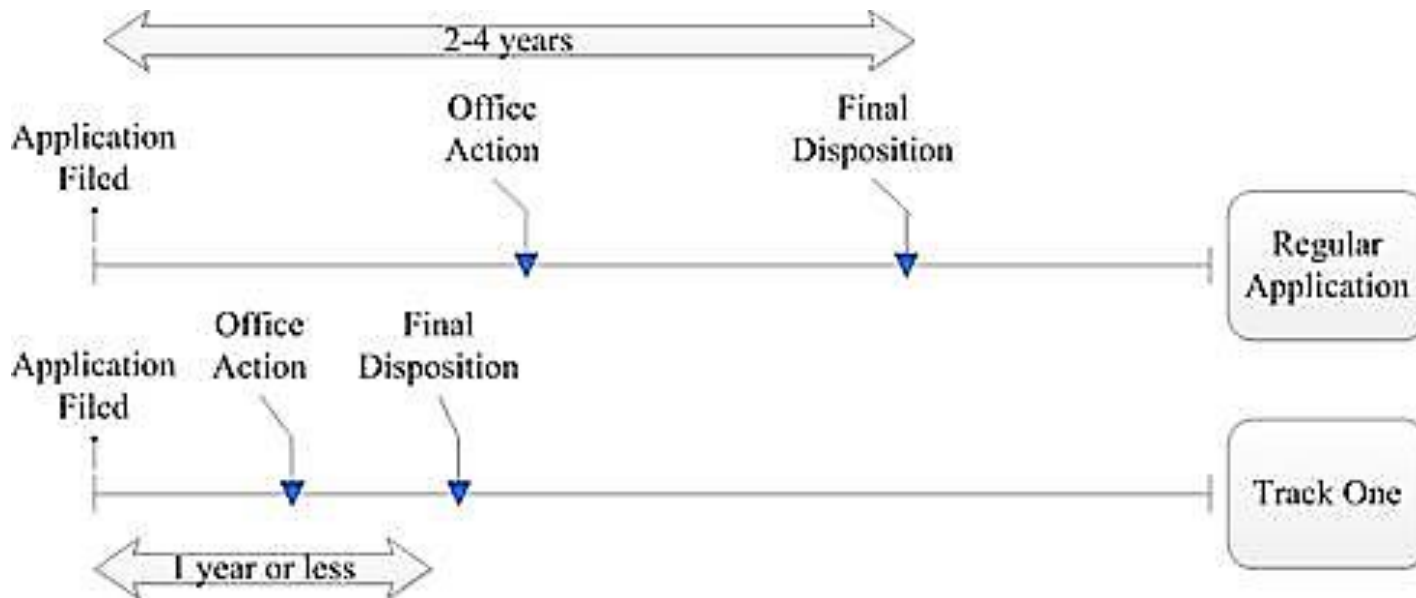 2-4 years
Application
Filed
Office
Action
Final
Disposition
Regular
Application
Application
Filed
Office
Action
Final
Disposition
Track One
1 year or less